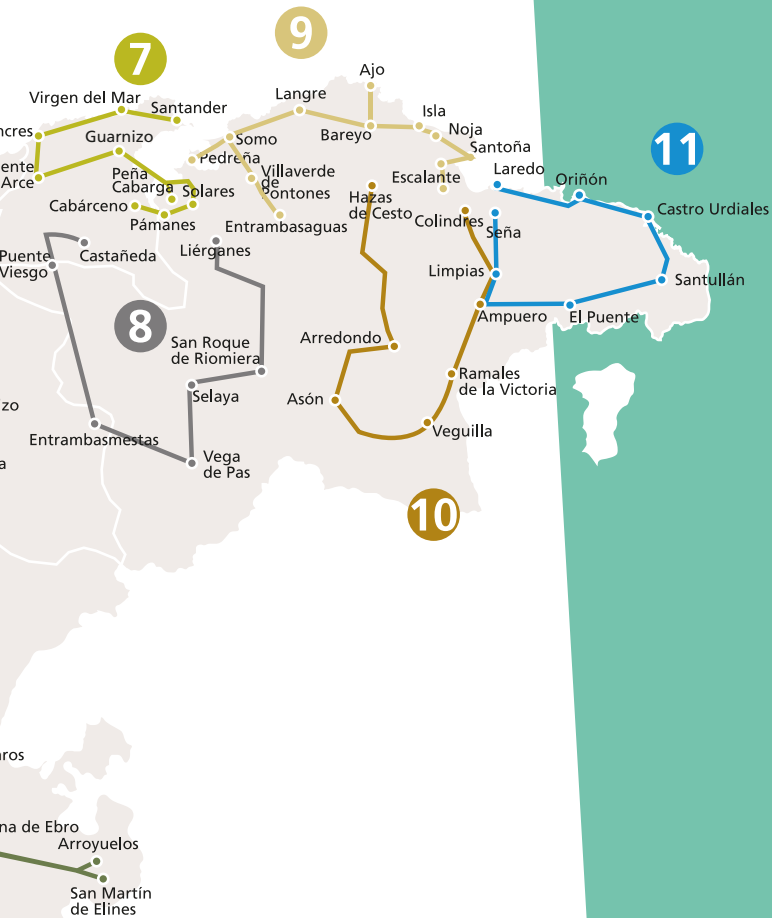 9
7
Ajo
Langre
Virgen del Mar
Santander
Isla
Noja
Bareyo
Somo
Guarnizo
Santoña
11
Pedreña
Laredo
Oriñón
Peña
Cabarga
Villaverde
de
Pontones
Escalante
Arce
Solares
Hazas
de Cesto
Cabárceno
Castro Urdiales
Pámanes
Entrambasaguas
Colindres
Seña
Puente
Viesgo
Castañeda
Liérganes
Limpias
Santullán
8
Ampuero
El Puente
San Roque
de Riomiera
Arredondo
Ramales
de la Victoria
Selaya
Asón
Entrambasmestas
Veguilla
Vega
de Pas
10
de Ebro
Arroyuelos
San Martín
de Elines